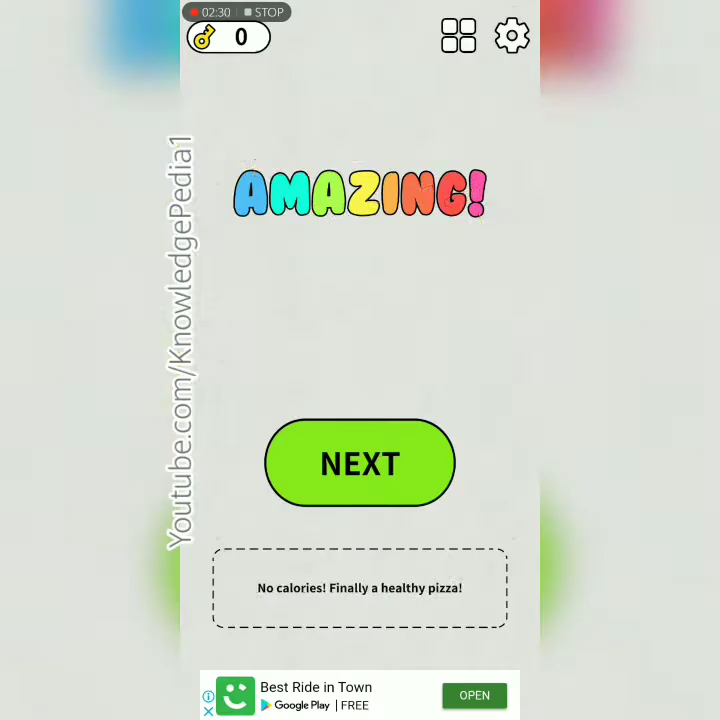 02:30 STOP
0
AMAZING!
Youtube.com/KnowledgePedia1
NEXT
No calories! Finally a healthy pizza!
Best Ride in Town
Google Play | FREE
OPEN